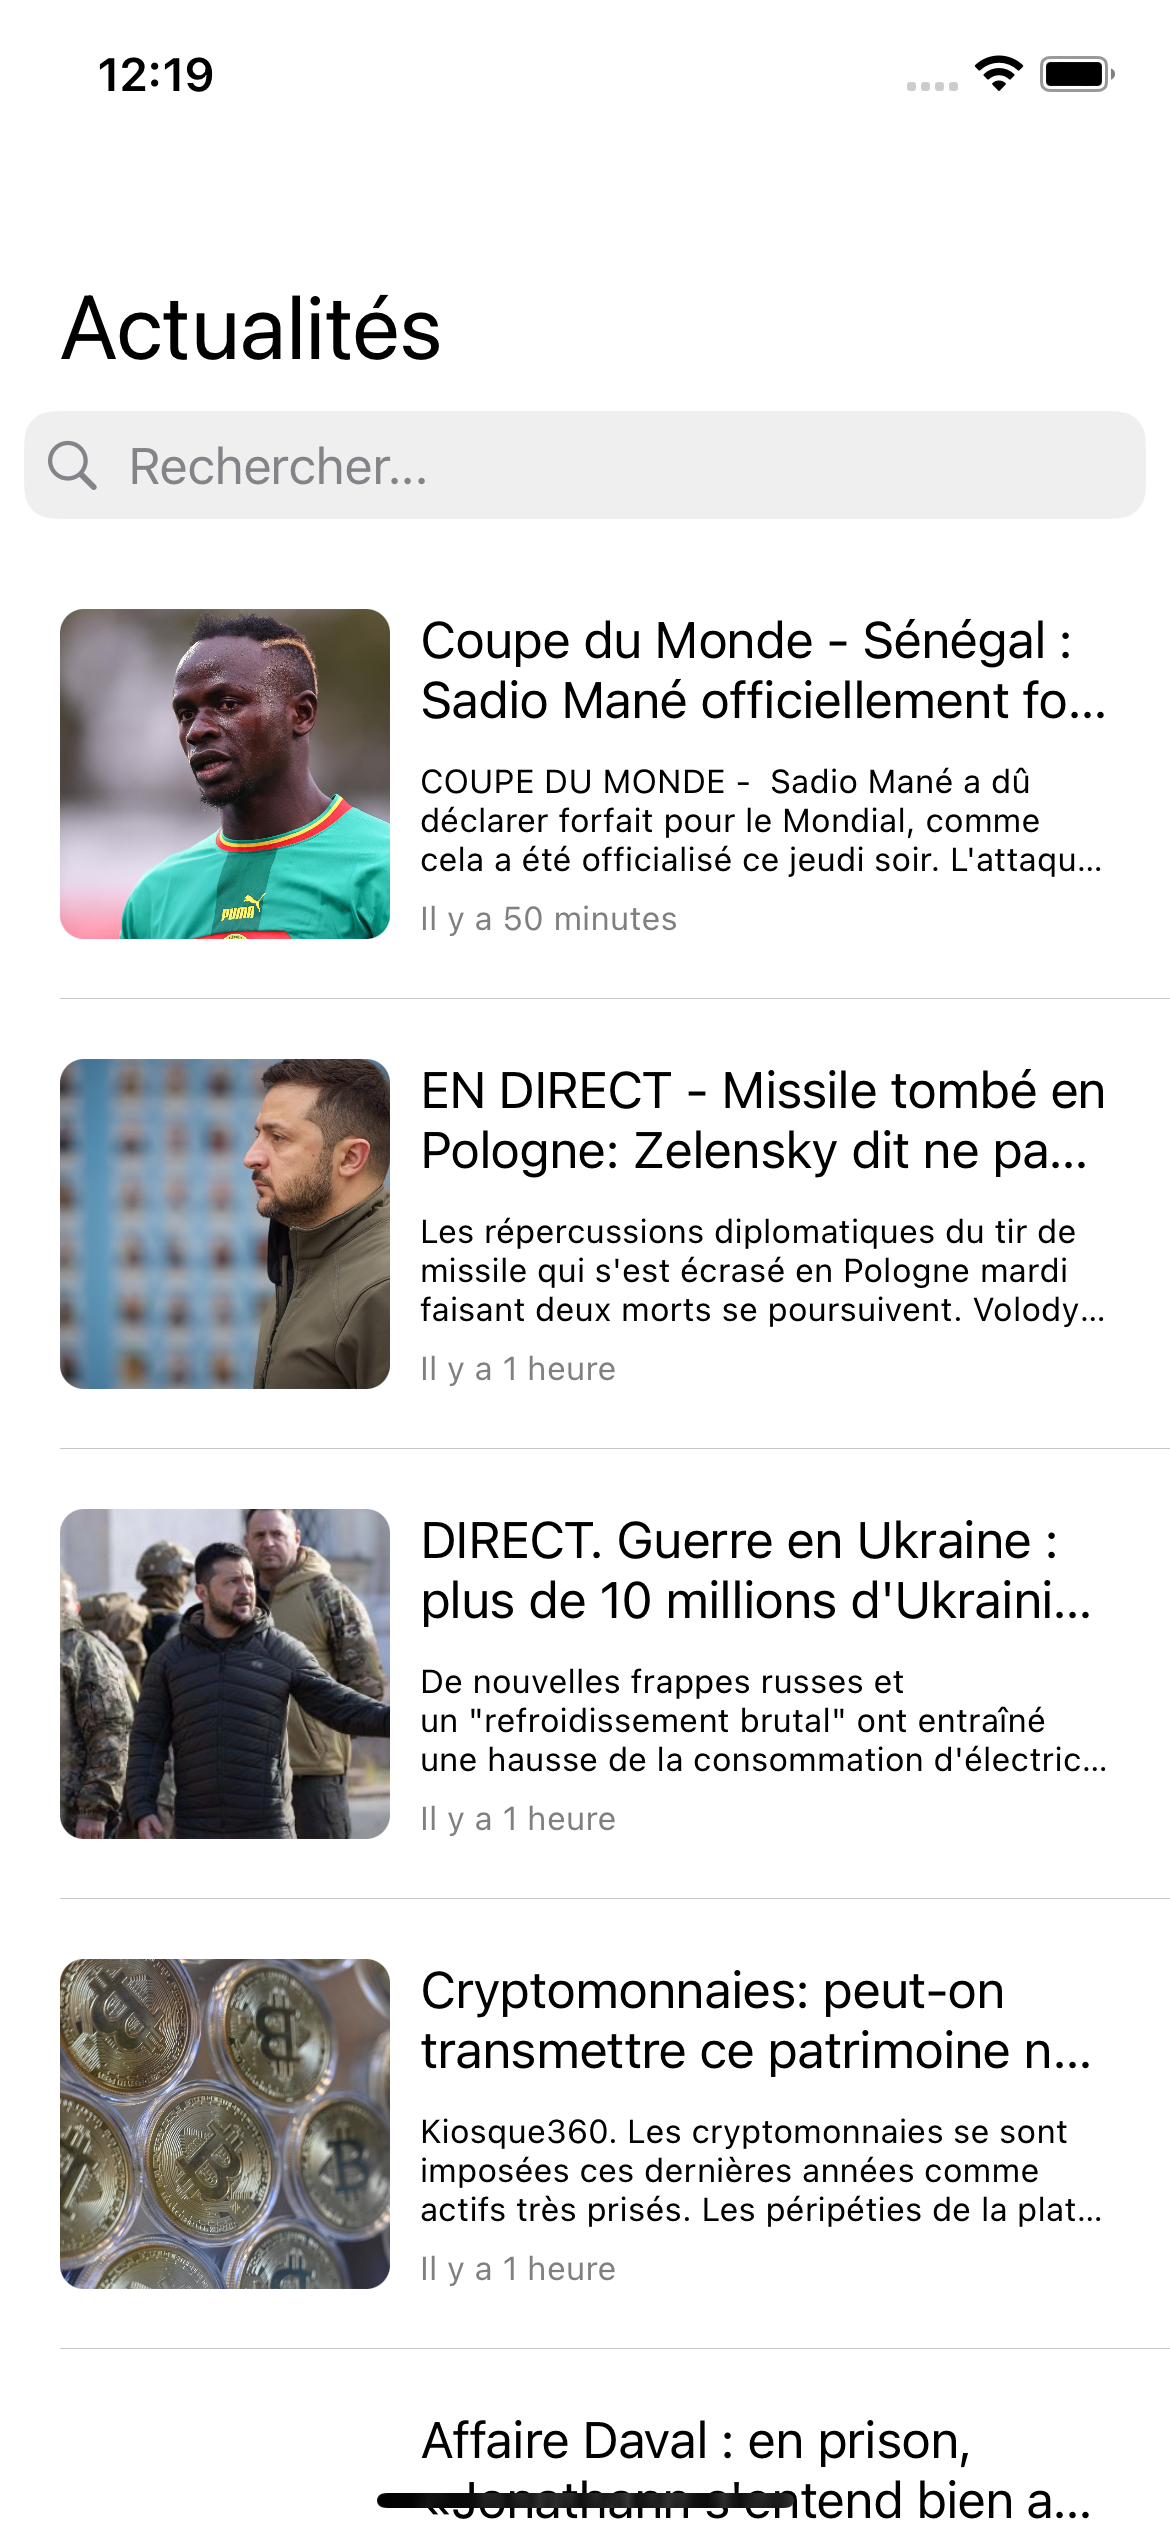 12:19
Actualités
Rechercher...
Coupe du Monde - Sénégal :
Sadio Mané officiellement fo...
COUPE DU MONDE -  Sadio Mané a dû
déclarer forfait pour le Mondial, comme
cela a été officialisé ce jeudi soir. L'attaqu...
Il y a 50 minutes
PUMA
EN DIRECT - Missile tombé en
Pologne: Zelensky dit ne pa...
Les répercussions diplomatiques du tir de
missile qui s'est écrasé en Pologne mardi
faisant deux morts se poursuivent. Volody...
Il y a 1 heure
DIRECT. Guerre en Ukraine :
plus de 10 millions d'Ukraini...
De nouvelles frappes russes et
un "refroidissement brutal" ont entraîné
une hausse de la consommation d'électric...
Il y a 1 heure
Cryptomonnaies: peut-on
transmettre ce patrimoine n...
Kiosque360. Les cryptomonnaies se sont
imposées ces dernières années comme
actifs très prisés. Les péripéties de la plat...
Il y a 1 heure
Affaire Daval : en prison,
«Jonathann s'entend bien a...